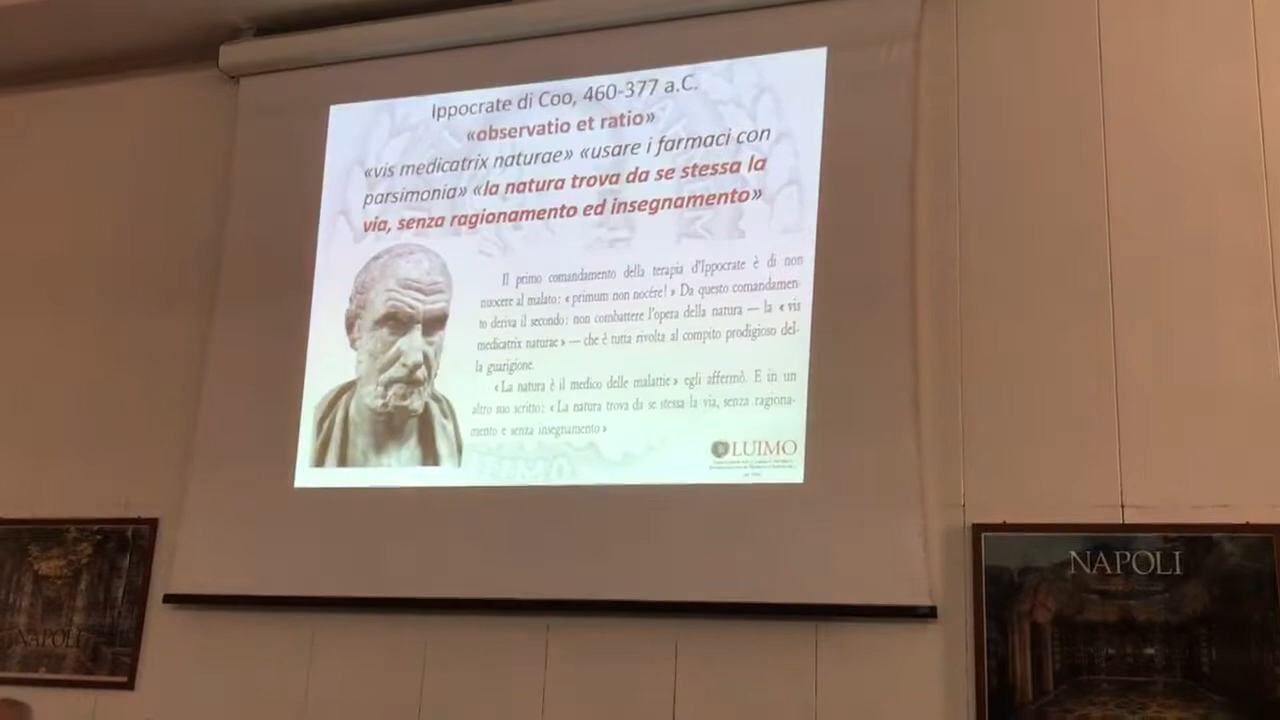 Ippocrate di Coo, 460-377 a.C.
«observatio et ratio»
«vis medicatrix naturae» «usare i farmaci con
parsimonia» «la natura trova da se stessa la
via, senza ragionamento ed insegnamento»
Il primo comandamento della terapia d'Ippocrate è di non
nuocere al malato: «primum non nocére!» Da questo comandamen-
to deriva il secondo: non combattere l'opera della natura — la «vis
medicatrix naturae» — che è tutta rivolta al compito prodigioso del-
la guarigione.
«La natura è il medico delle malattie» egli affermò. E in un
altro suo scritto: «La natura trova da se stessa la via, senza ragiona-
mento e senza insegnamento»
LUIMO
NAPOLI
NAPOLI